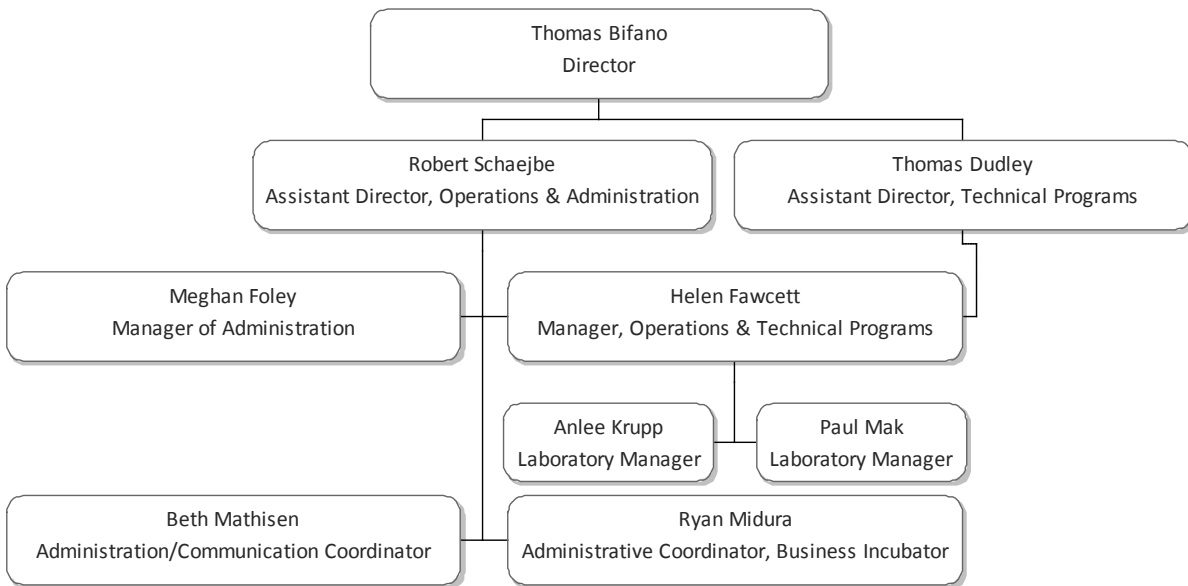 Thomas Bifano
Director
Robert Schaejbe
Assistant Director, Operations & Administration
Thomas Dudley
Assistant Director, Technical Programs
Meghan Foley
Manager of Administration
Helen Fawcett
Manager, Operations & Technical Programs
Anlee Krupp
Laboratory Manager
Paul Mak
Laboratory Manager
Beth Mathisen
Administration/Communication Coordinator
Ryan Midura
Administrative Coordinator, Business Incubator